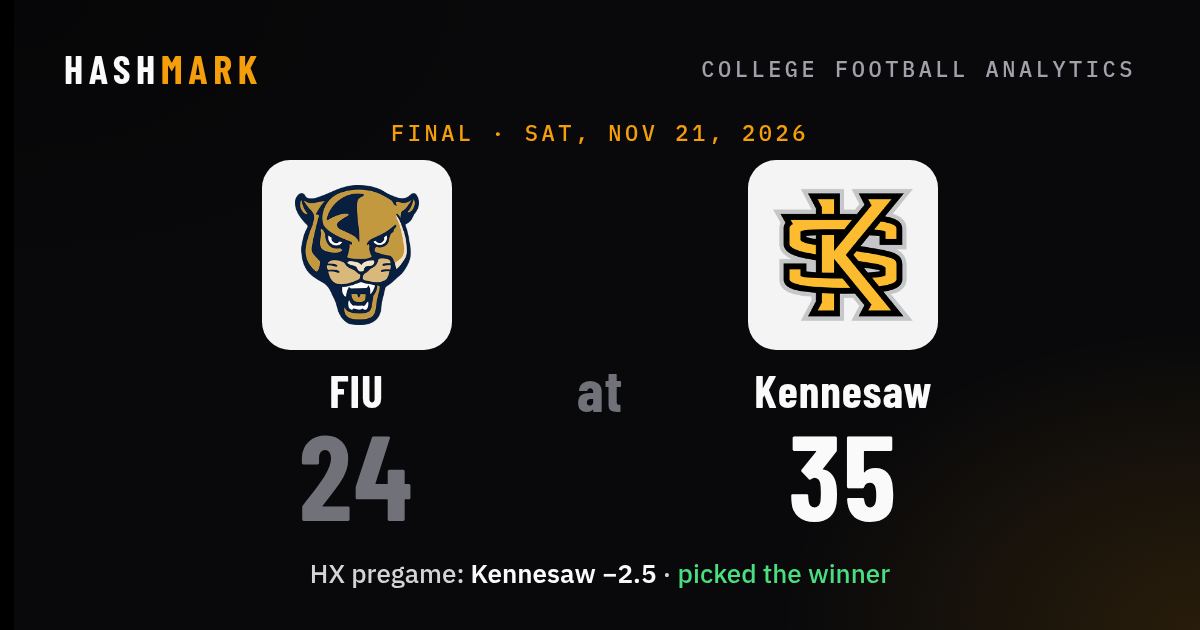 HASHMARK
COLLEGE FOOTBALL ANALYTICS
FINAL · SAT, NOV 21, 2026
KS
FIU at Kennesaw
24 35
HX pregame: Kennesaw −2.5 · picked the winner